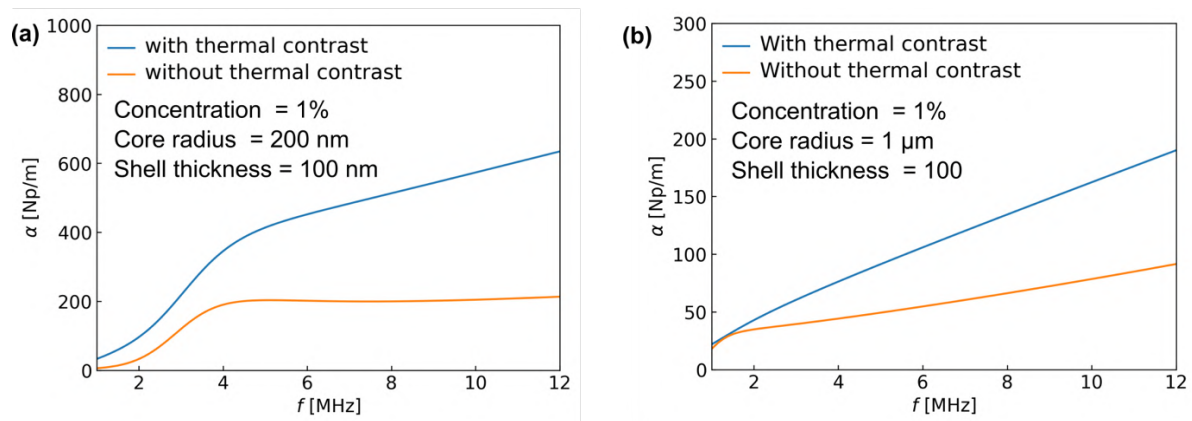 (a)
1000
800
600
400
200
0
α [Np/m]
with thermal contrast
without thermal contrast
Concentration = 1%
Core radius = 200 nm
Shell thickness = 100 nm
2 4 6 8 10 12
f [MHz]
(b)
300
250
200
150
100
50
0
α [Np/m]
With thermal contrast
Without thermal contrast
Concentration = 1%
Core radius = 1 μm
Shell thickness = 100
2 4 6 8 10 12
f [MHz]